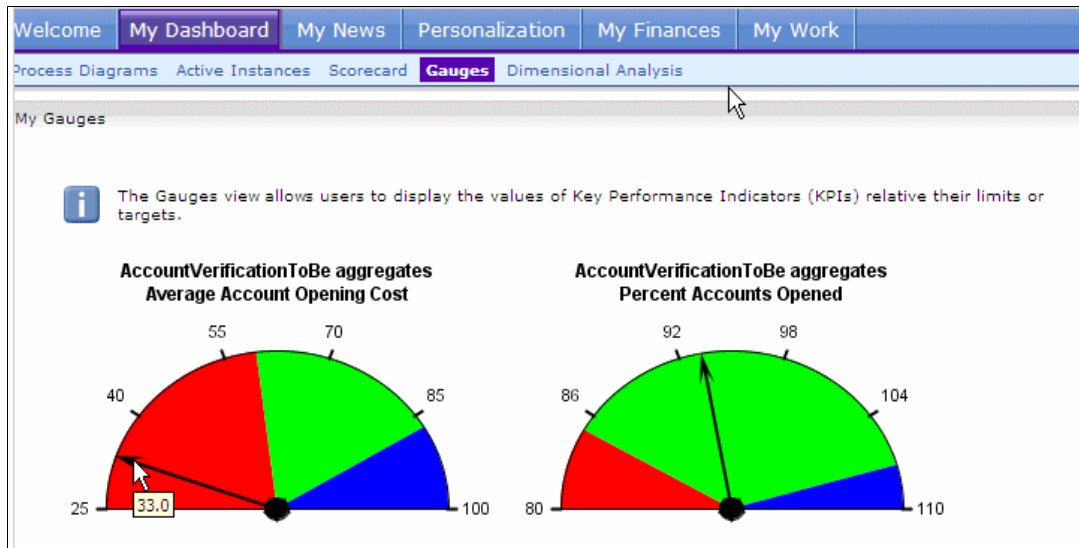 Welcome My Dashboard My News Personalization My Finances My Work
Process Diagrams Active Instances Scorecard Gauges Dimensional Analysis
My Gauges
i The Gauges view allows users to display the values of Key Performance Indicators (KPIs) relative their limits or
targets.
AccountVerificationToBe aggregates
Average Account Opening Cost
25 40 55 70 85 100
33.0
AccountVerificationToBe aggregates
Percent Accounts Opened
80 86 92 98 104 110